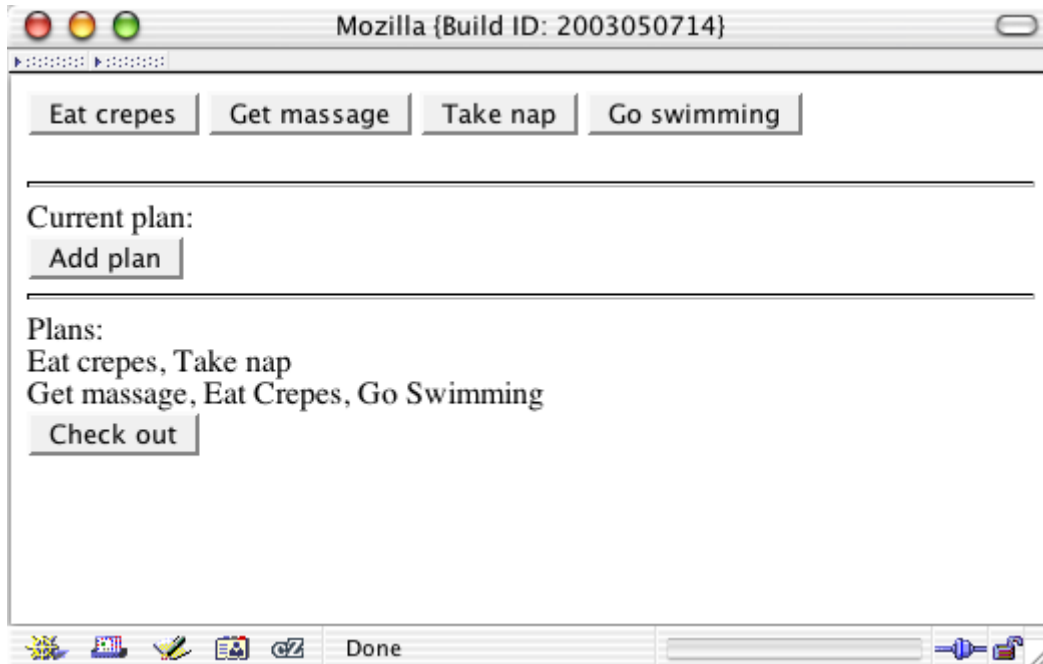 Mozilla {Build ID: 2003050714}
Eat crepes Get massage Take nap Go swimming
Current plan:
Add plan
Plans:
Eat crepes, Take nap
Get massage, Eat Crepes, Go Swimming
Check out
cZ Done